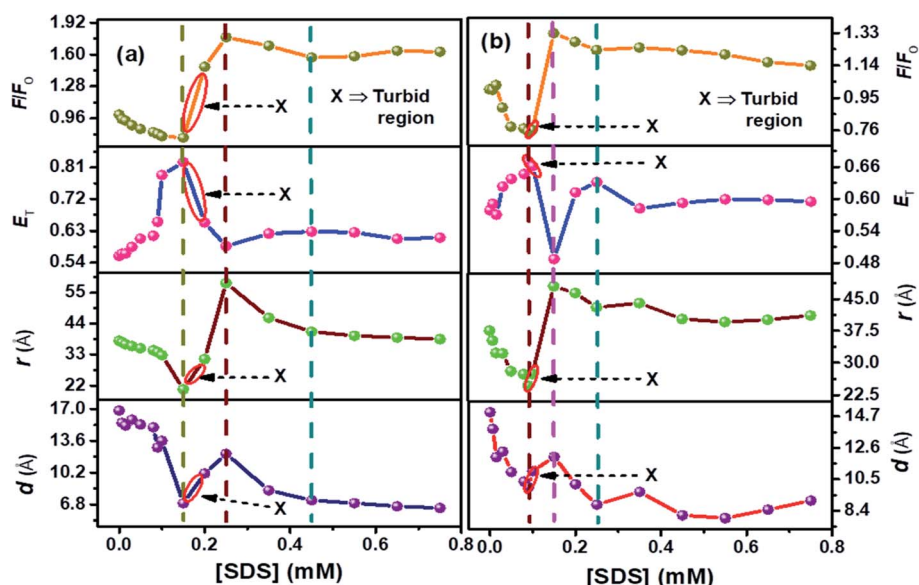 (a)
X ⇒ Turbid
region
X
F/F₀
1.92
1.60
1.28
0.96
X
E_T
0.81
0.72
0.63
0.54
X
r (Å)
55
44
33
22
X
d (Å)
17.0
13.6
10.2
6.8
0.0 0.2 0.4 0.6 0.8
[SDS] (mM)
(b)
X ⇒ Turbid
region
X
F/F₀
1.33
1.14
0.95
0.76
X
E_T
0.66
0.60
0.54
0.48
X
r (Å)
45.0
37.5
30.0
22.5
X
d (Å)
14.7
12.6
10.5
8.4
0.0 0.2 0.4 0.6 0.8
[SDS] (mM)